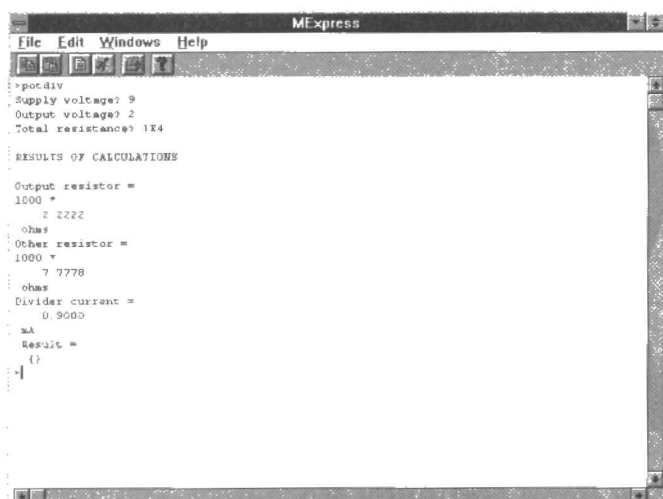 MExpress
File Edit Windows Help
>potdiv
Supply voltage? 9
Output voltage? 2
Total resistance? 1E4
RESULTS OF CALCULATIONS
Output resistor =
1000 *
2.2222
ohms
Other resistor =
1000 *
7.7778
ohms
Divider current =
0.9000
mA
Result =
{}
>